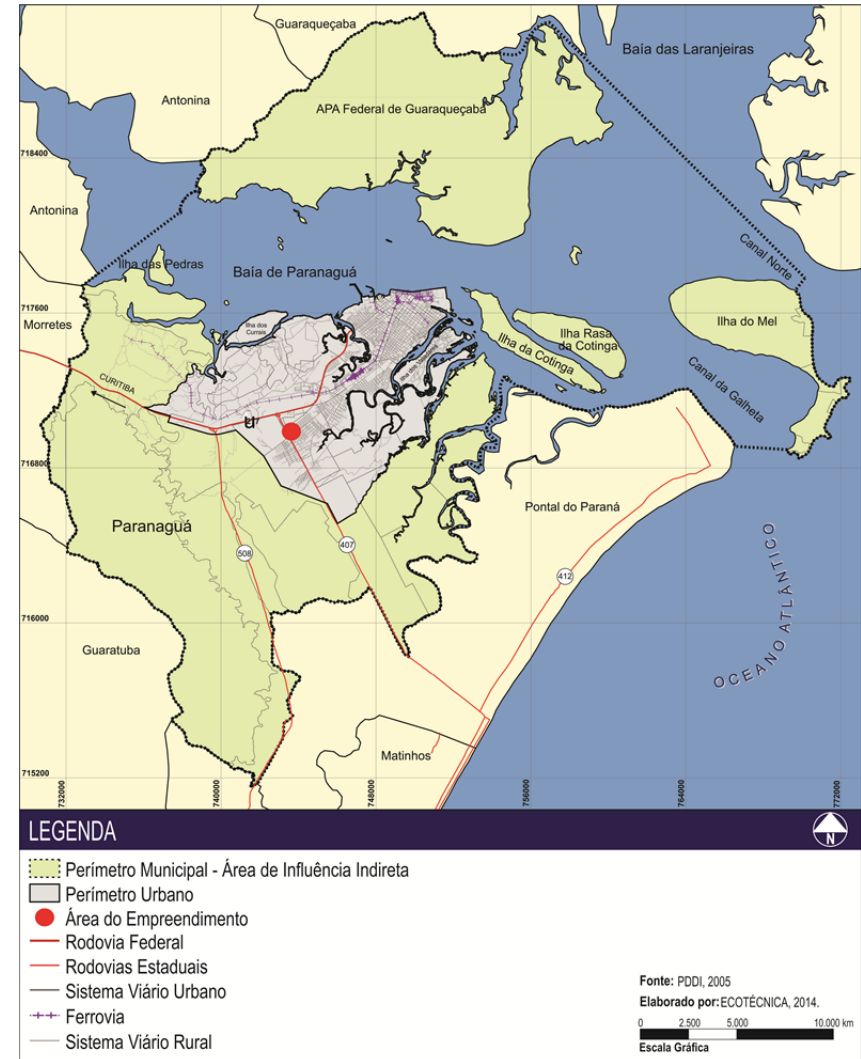 Guaraqueçaba
Baía das Laranjeiras
Antonina
APA Federal de Guaraqueçaba
718400
Antonina
Canal Norte
Ilha das Pedras
Baía de Paranaguá
717600
Morretes
Ilha dos
Currais
Ilha dos Valadares
Ilha da Cotinga
Ilha Rasa
da Cotinga
Ilha do Mel
Canal da Galheta
CURITIBA
716800
Paranaguá
Pontal do Paraná
508
407
412
716000
Guaratuba
OCEANO ATLÂNTICO
Matinhos
715200
732000
740000
748000
756000
764000
772000
LEGENDA
N
Perímetro Municipal - Área de Influência Indireta
Perímetro Urbano
Área do Empreendimento
Rodovia Federal
Rodovias Estaduais
Sistema Viário Urbano
Ferrovia
Sistema Viário Rural
Fonte: PDDI, 2005
Elaborado por: ECOTÉCNICA, 2014.
0 2.500 5.000 10.000 km
Escala Gráfica